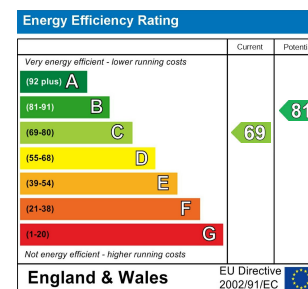 Energy Efficiency Rating
Current Potenti
Very energy efficient - lower running costs
(92 plus) A
(81-91) B
81
(69-80) C
69
(55-68) D
(39-54) E
(21-38) F
(1-20) G
Not energy efficient - higher running costs
England & Wales
EU Directive
2002/91/EC